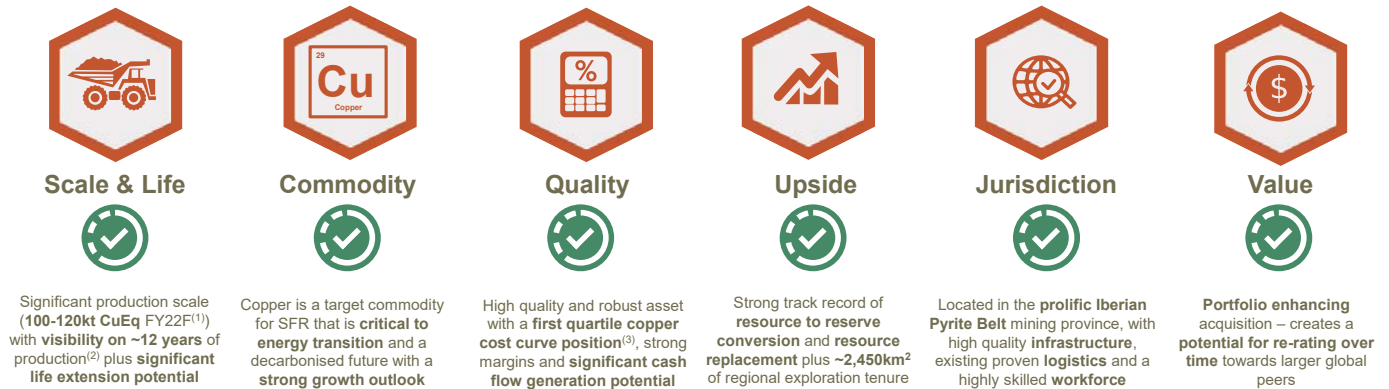 29
Cu
Copper
%
$
Scale & Life
Commodity
Quality
Upside
Jurisdiction
Value
Significant production scale
(100-120kt CuEq FY22F(1))
with visibility on ~12 years of
production(2) plus significant
life extension potential
Copper is a target commodity
for SFR that is critical to
energy transition and a
decarbonised future with a
strong growth outlook
High quality and robust asset
with a first quartile copper
cost curve position(3), strong
margins and significant cash
flow generation potential
Strong track record of
resource to reserve
conversion and resource
replacement plus ~2,450km²
of regional exploration tenure
Located in the prolific Iberian
Pyrite Belt mining province, with
high quality infrastructure,
existing proven logistics and a
highly skilled workforce
Portfolio enhancing
acquisition – creates a
potential for re-rating over
time towards larger global
peers